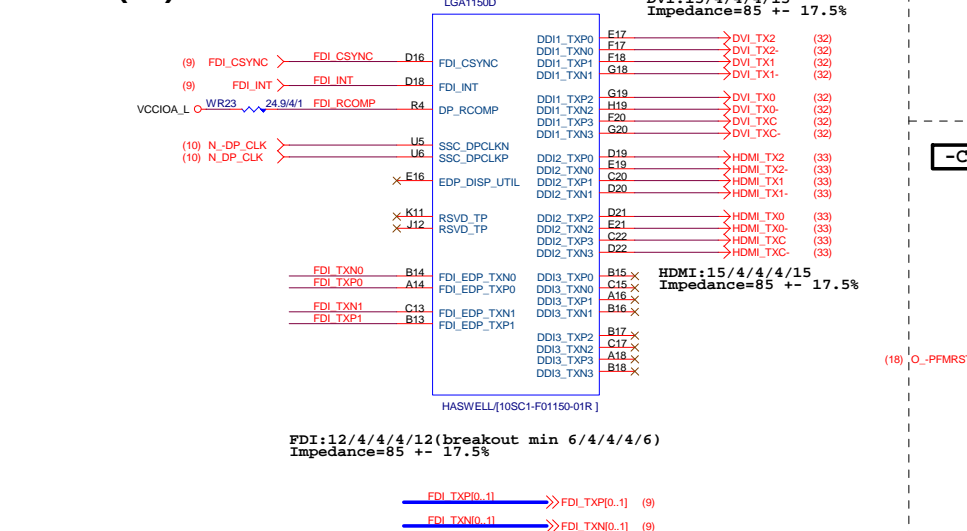 LGA1150D
Impedance=85 +- 17.5%
(9) FDI_CSYNC FDI_CSYNC D16 FDI_CSYNC
(9) FDI_INT FDI_INT D18 FDI_INT
VCCIOA_L WR23 24.9/4/1 FDI_RCOMP R4 DP_RCOMP
(10) N_-DP_CLK U5 SSC_DPCLKN
(10) N_DP_CLK U6 SSC_DPCLKP
E16 EDP_DISP_UTIL
K11 RSVD_TP
J12 RSVD_TP
FDI_TXN0 B14 FDI_EDP_TXN0
FDI_TXP0 A14 FDI_EDP_TXP0
FDI_TXN1 C13 FDI_EDP_TXN1
FDI_TXP1 B13 FDI_EDP_TXP1
DDI1_TXP0 E17 DVI_TX2 (32)
DDI1_TXN0 F17 DVI_TX2- (32)
DDI1_TXP1 F18 DVI_TX1 (32)
DDI1_TXN1 G18 DVI_TX1- (32)
DDI1_TXP2 G19 DVI_TX0 (32)
DDI1_TXN2 H19 DVI_TX0- (32)
DDI1_TXP3 F20 DVI_TXC (32)
DDI1_TXN3 G20 DVI_TXC- (32)
DDI2_TXP0 D19 HDMI_TX2 (33)
DDI2_TXN0 E19 HDMI_TX2- (33)
DDI2_TXP1 C20 HDMI_TX1 (33)
DDI2_TXN1 D20 HDMI_TX1- (33)
DDI2_TXP2 D21 HDMI_TX0 (33)
DDI2_TXN2 E21 HDMI_TX0- (33)
DDI2_TXP3 C22 HDMI_TXC (33)
DDI2_TXN3 D22 HDMI_TXC- (33)
DDI3_TXP0 B15
DDI3_TXN0 C15
DDI3_TXP1 A16
DDI3_TXN1 B16
DDI3_TXP2 B17
DDI3_TXN2 C17
DDI3_TXP3 A18
DDI3_TXN3 B18
HDMI:15/4/4/4/15
Impedance=85 +- 17.5%
HASWELL/[10SC1-F01150-01R ]
FDI:12/4/4/4/12(breakout min 6/4/4/4/6)
Impedance=85 +- 17.5%
FDI_TXP[0..1] FDI_TXP[0..1] (9)
FDI_TXN[0..1] FDI_TXN[0..1] (9)
-C
(18) O_-PFMRS